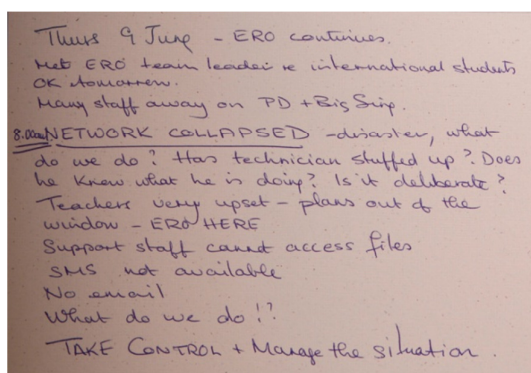 Thurs 9 June - ERO continues.
Met ERO team leader re international students
OK tomorrow.
Many staff away on PD + Big Sing.
8.00am NETWORK COLLAPSED - disaster, what
do we do? Has technician stuffed up? Does
he know what he is doing? Is it deliberate?
Teachers very upset - plans out of the
window - ERO HERE
Support staff cannot access files
SMS not available
No email
What do we do!?
TAKE CONTROL + Manage the situation.